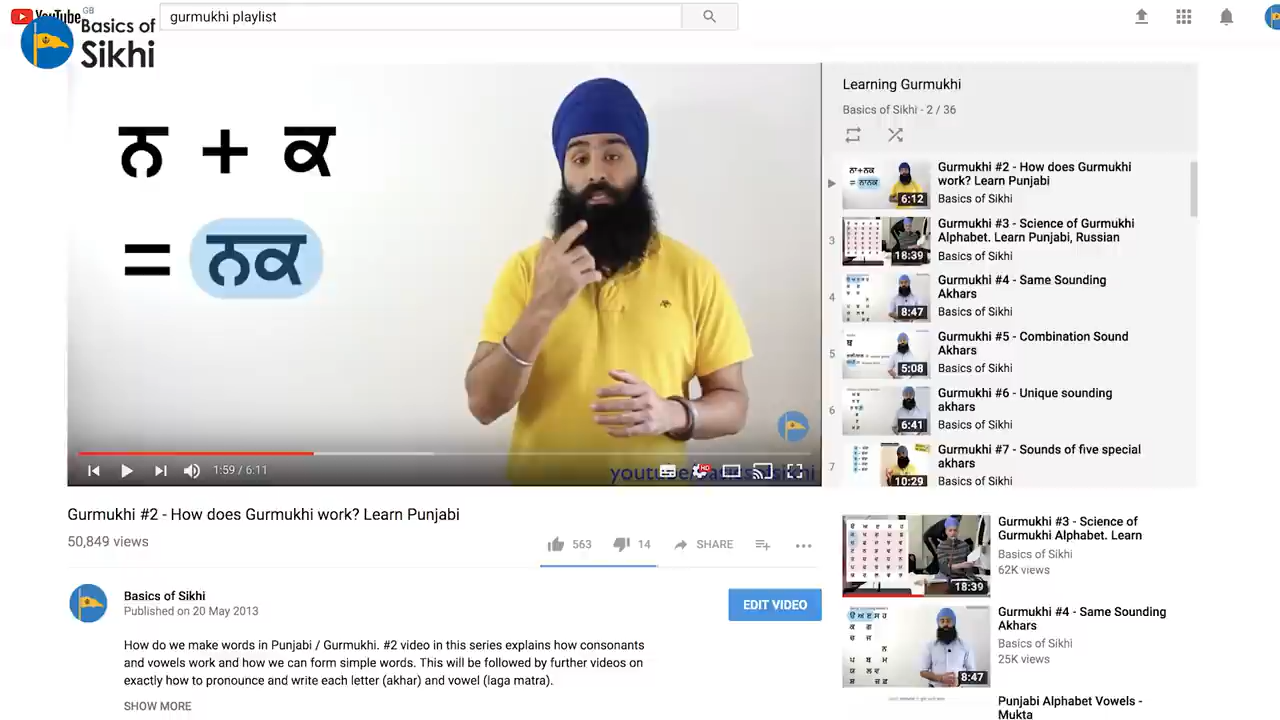 YouTube GB
Basics of
Sikhi
gurmukhi playlist
ਨ + ਕ
= ਨਕ
1:59 / 6:11
HD
Gurmukhi #2 - How does Gurmukhi work? Learn Punjabi
50,849 views
563
14
SHARE
Basics of Sikhi
Published on 20 May 2013
EDIT VIDEO
How do we make words in Punjabi / Gurmukhi. #2 video in this series explains how consonants
and vowels work and how we can form simple words. This will be followed by further videos on
exactly how to pronounce and write each letter (akhar) and vowel (laga matra).
SHOW MORE
Learning Gurmukhi
Basics of Sikhi - 2 / 36
ਨਾ+ਨਕ
= ਨਾਨਕ
6:12
Gurmukhi #2 - How does Gurmukhi
work? Learn Punjabi
Basics of Sikhi
3
18:39
Gurmukhi #3 - Science of Gurmukhi
Alphabet. Learn Punjabi, Russian
Basics of Sikhi
4
8:47
Gurmukhi #4 - Same Sounding
Akhars
Basics of Sikhi
5
5:08
Gurmukhi #5 - Combination Sound
Akhars
Basics of Sikhi
6
6:41
Gurmukhi #6 - Unique sounding
akhars
Basics of Sikhi
7
10:29
Gurmukhi #7 - Sounds of five special
akhars
Basics of Sikhi
18:39
Gurmukhi #3 - Science of
Gurmukhi Alphabet. Learn
Basics of Sikhi
62K views
8:47
Gurmukhi #4 - Same Sounding
Akhars
Basics of Sikhi
25K views
Punjabi Alphabet Vowels -
Mukta